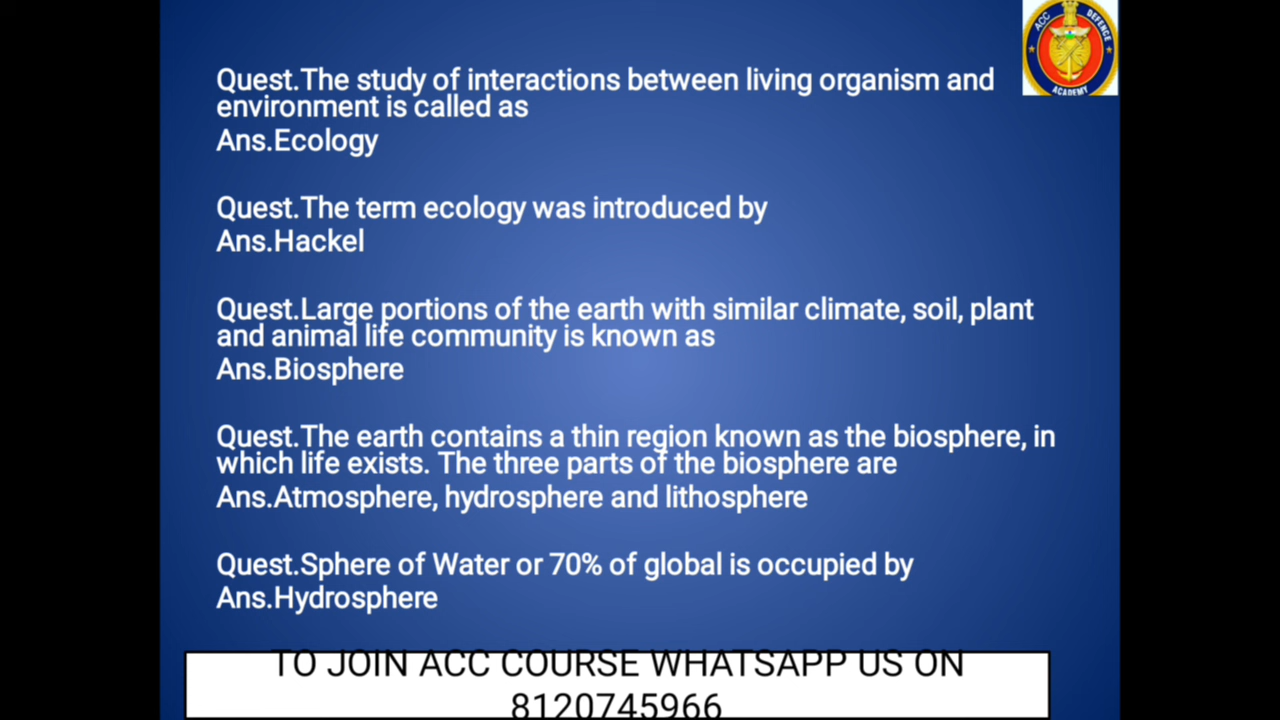 ACC DEFENCE
ACADEMY
Quest.The study of interactions between living organism and
environment is called as
Ans.Ecology
Quest.The term ecology was introduced by
Ans.Hackel
Quest.Large portions of the earth with similar climate, soil, plant
and animal life community is known as
Ans.Biosphere
Quest.The earth contains a thin region known as the biosphere, in
which life exists. The three parts of the biosphere are
Ans.Atmosphere, hydrosphere and lithosphere
Quest.Sphere of Water or 70% of global is occupied by
Ans.Hydrosphere
TO JOIN ACC COURSE WHATSAPP US ON
8120745966